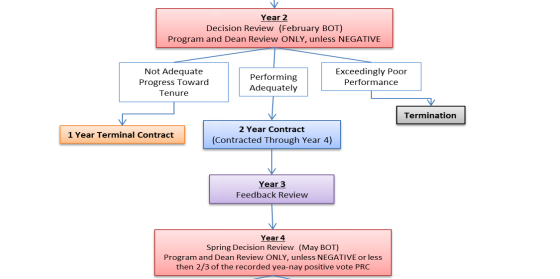 Year 2
Decision Review (February BOT)
Program and Dean Review ONLY, unless NEGATIVE
Not Adequate
Progress Toward
Tenure
Performing
Adequately
Exceedingly Poor
Performance
Termination
1 Year Terminal Contract
2 Year Contract
(Contracted Through Year 4)
Year 3
Feedback Review
Year 4
Spring Decision Review (May BOT)
Program and Dean Review ONLY, unless NEGATIVE or less
then 2/3 of the recorded yea-nay positive vote PRC